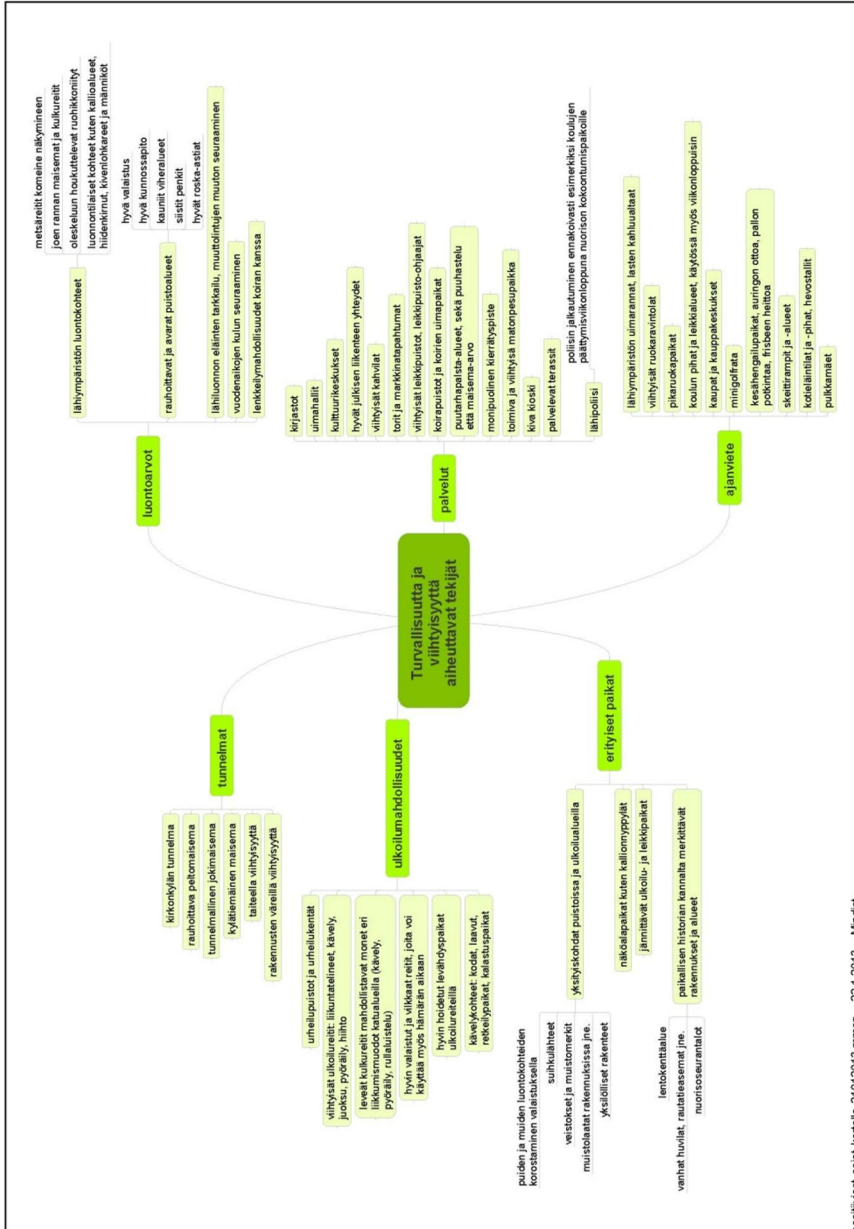 Turvallisuutta ja
viihtyisyyttä
aiheuttavat tekijät
luontoarvot
lähiympäristön luontokohteet
metsäreitit komeine näkymineen
joen rannan maisemat ja kulkureitit
oleskeluun houkuttelevat ruohikkoniityt
luonnontilaiset kohteet kuten kallioalueet,
hiidenkirnut, kivenlohkareet ja männiköt
rauhoittavat ja avarat puistoalueet
hyvä valaistus
hyvä kunnossapito
kauniit viheralueet
siistit penkit
hyvät roska-astiat
lähiluonnon eläinten tarkkailu, muuttolintujen muuton seuraaminen
vuodenaikojen kulun seuraaminen
lenkkeilymahdollisuudet koiran kanssa
palvelut
kirjastot
uimahallit
kulttuurikeskukset
hyvät julkisen liikenteen yhteydet
viihtyisät kahvilat
torit ja markkinatapahtumat
viihtyisät leikkipuistot, leikkipuisto-ohjaajat
koirapuistot ja koirien uimapaikat
puutarhapalsta-alueet, sekä puuhastelu
että maisema-arvo
monipuolinen kierrätyspiste
toimiva ja viihtyisä matonpesupaikka
kiva kioski
palvelevat terassit
lähipoliisi
poliisin jalkautuminen ennakoivasti esimerkiksi koulujen
päättymisviikonloppuna nuorison kokoontumispaikoille
ajanviete
lähiympäristön uimarannat, lasten kahluualtaat
viihtyisät ruokaravintolat
pikaruokapaikat
koulun pihat ja leikkialueet, käytössä myös viikonloppuisin
kaupat ja kauppakeskukset
minigolfrata
kesähengailupaikat, auringon ottoa, pallon
potkintaa, frisbeen heittoa
skeittirampit ja -alueet
kotieläintilat ja -pihat, hevostallit
pulkkamäet
tunnelmat
kirkonkylän tunnelma
rauhoittava peltomaisema
tunnelmallinen jokimaisema
kylätiemäinen maisema
taiteella viihtyisyyttä
rakennusten väreillä viihtyisyyttä
ulkoilumahdollisuudet
urheilupuistot ja urheilukentät
viihtyisät ulkoilureitit: liikuntatelineet, kävely,
juoksu, pyöräily, hiihto
leveät kulkureitit mahdollistavat monet eri
liikkumismuodot katualueilla (kävely,
pyöräily, rullaluistelu)
hyvin valaistut ja vilkkaat reitit, joita voi
käyttää myös hämärän aikaan
hyvin hoidetut levähdyspaikat
ulkoilureiteillä
kävelykohteet: kodat, laavut,
retkeilypaikat, kalastuspaikat
erityiset paikat
yksityiskohdat puistoissa ja ulkoilualueilla
puiden ja muiden luontokohteiden
korostaminen valaistuksella
suihkulähteet
veistokset ja muistomerkit
muistolaatat rakennuksissa jne.
yksilölliset rakenteet
näköalapaikat kuten kallionnyppylät
jännittävät ulkoilu- ja leikkipaikat
paikallisen historian kannalta merkittävät
rakennukset ja alueet
lentokenttäalue
vanhat huvilat, rautatieasemat jne.
nuorisoseurantalot